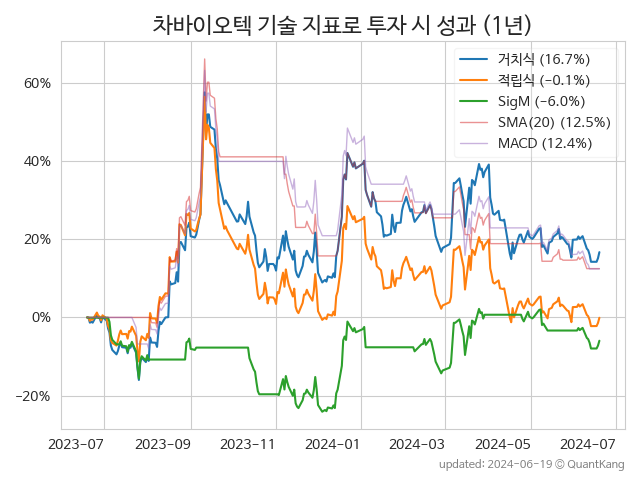 차바이오텍 기술 지표로 투자 시 성과 (1년)
거치식 (16.7%)
적립식 (−0.1%)
SigM (−6.0%)
SMA(20) (12.5%)
MACD (12.4%)
60%
40%
20%
0%
−20%
2023-07 2023-09 2023-11 2024-01 2024-03 2024-05 2024-07
updated: 2024-06-19 ⓒ QuantKang